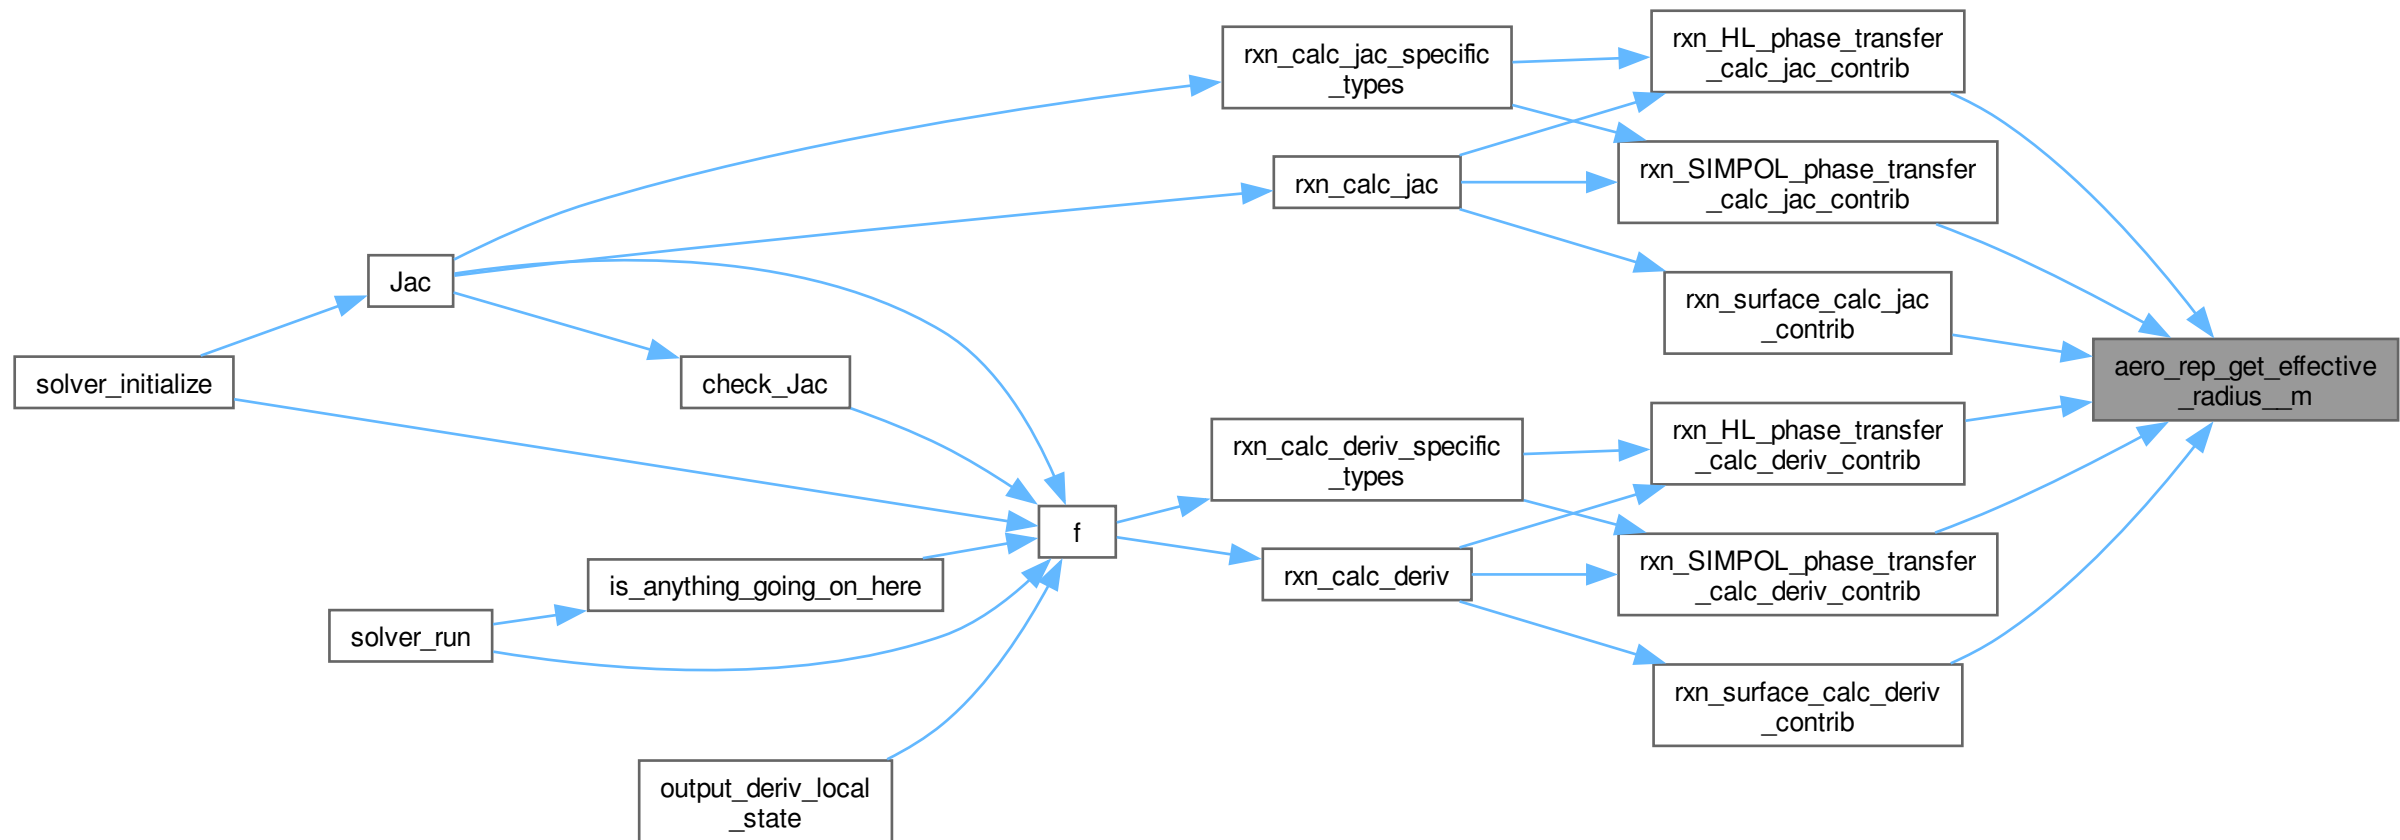 rxn_HL_phase_transfer
_calc_jac_contrib
rxn_calc_jac_specific
_types
rxn_SIMPOL_phase_transfer
_calc_jac_contrib
rxn_calc_jac
rxn_surface_calc_jac
_contrib
Jac
solver_initialize
check_Jac
aero_rep_get_effective
_radius__m
rxn_HL_phase_transfer
_calc_deriv_contrib
rxn_calc_deriv_specific
_types
f
rxn_SIMPOL_phase_transfer
_calc_deriv_contrib
rxn_calc_deriv
is_anything_going_on_here
solver_run
rxn_surface_calc_deriv
_contrib
output_deriv_local
_state